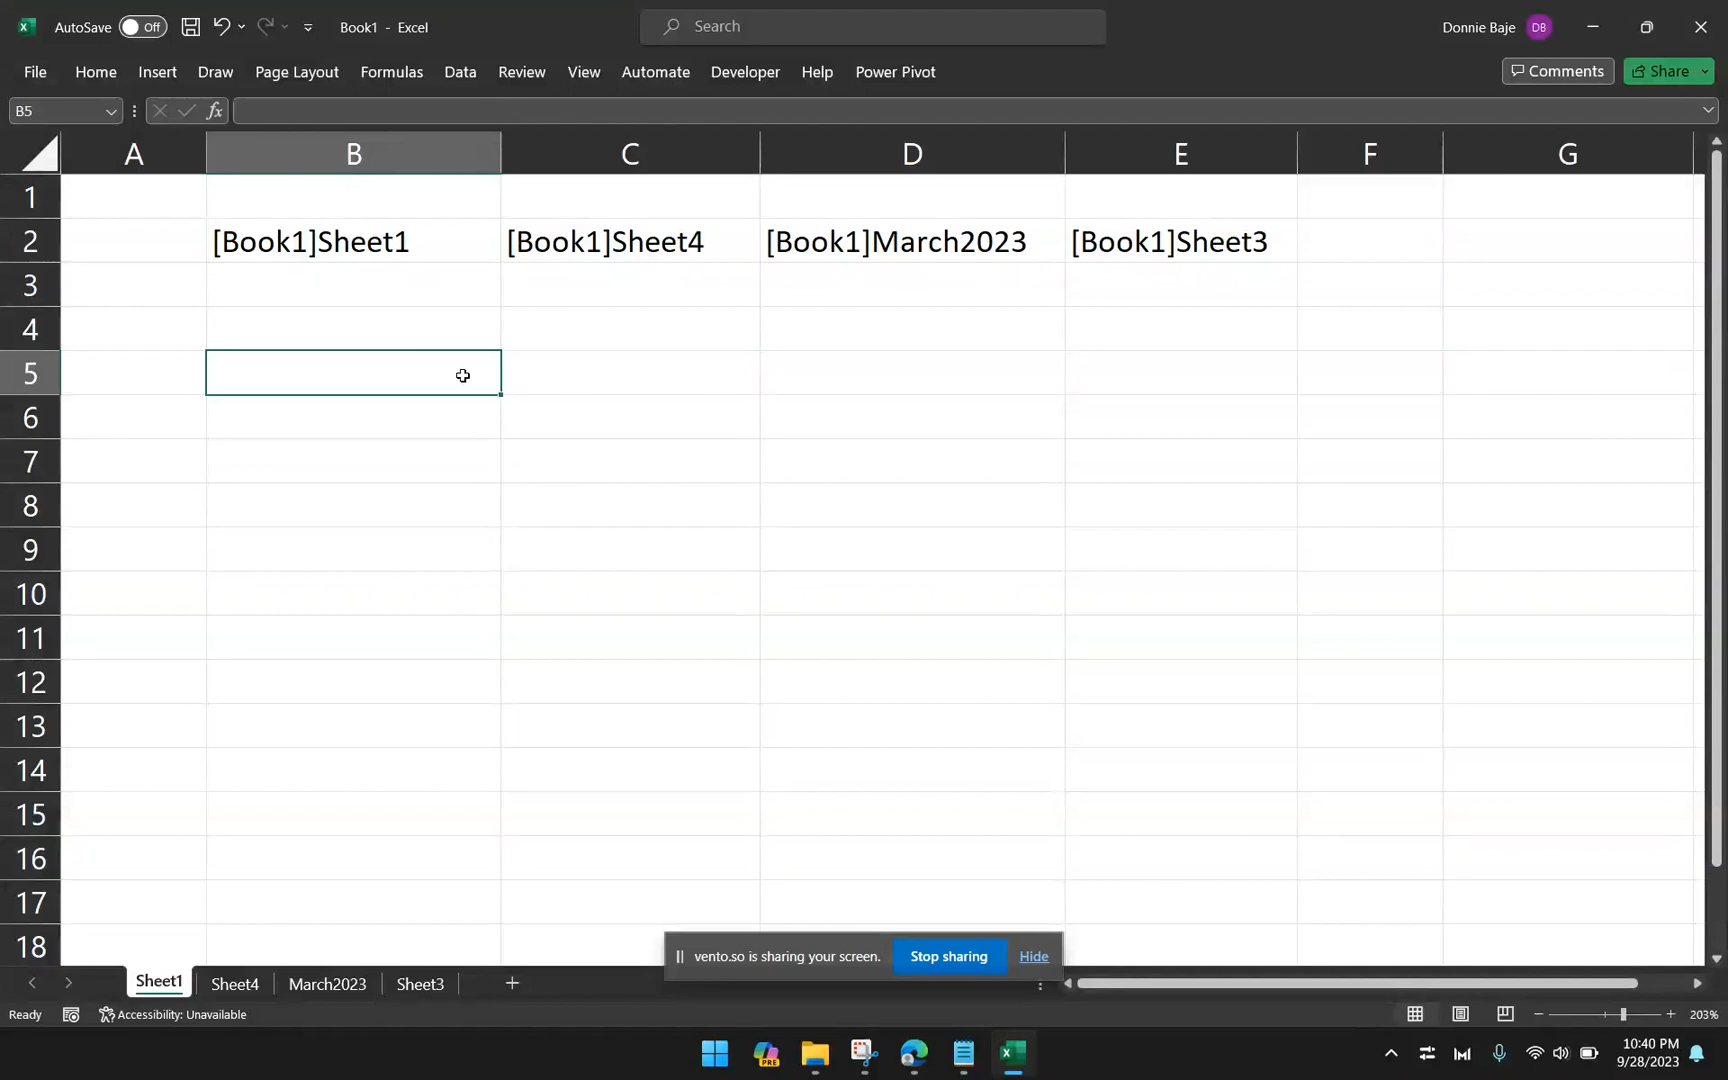 AutoSave Off Book1 - Excel Search Donnie Baje DB
File Home Insert Draw Page Layout Formulas Data Review View Automate Developer Help Power Pivot Comments Share
B5 fx
A B C D E F G
1
2 [Book1]Sheet1 [Book1]Sheet4 [Book1]March2023 [Book1]Sheet3
3
4
5
6
7
8
9
10
11
12
13
14
15
16
17
18
vento.so is sharing your screen. Stop sharing Hide
Sheet1 Sheet4 March2023 Sheet3
Ready Accessibility: Unavailable 203%
PRE
10:40 PM
9/28/2023